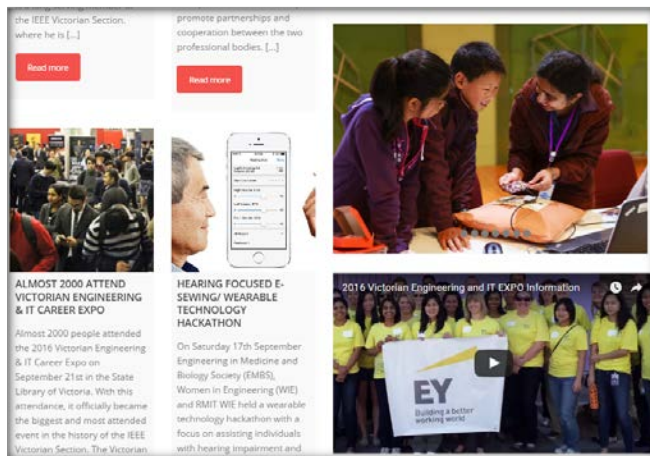 the IEEE Victorian Section.
where he is [...]
Read more
promote partnerships and
cooperation between the two
professional bodies. [...]
Read more
ALMOST 2000 ATTEND
VICTORIAN ENGINEERING
& IT CAREER EXPO
Almost 2000 people attended
the 2016 Victorian Engineering
& IT Career Expo on
September 21st in the State
Library of Victoria. With this
attendance, it officially became
the biggest and most attended
event in the history of the IEEE
Victorian Section. The Victorian
HEARING FOCUSED E-
SEWING/ WEARABLE
TECHNOLOGY
HACKATHON
On Saturday 17th September
Engineering in Medicine and
Biology Society (EMBS),
Women in Engineering (WIE)
and RMIT WIE held a wearable
technology hackathon with a
focus on assisting individuals
with hearing impairment and
2016 Victorian Engineering and IT EXPO Information
EY
Building a better
working world